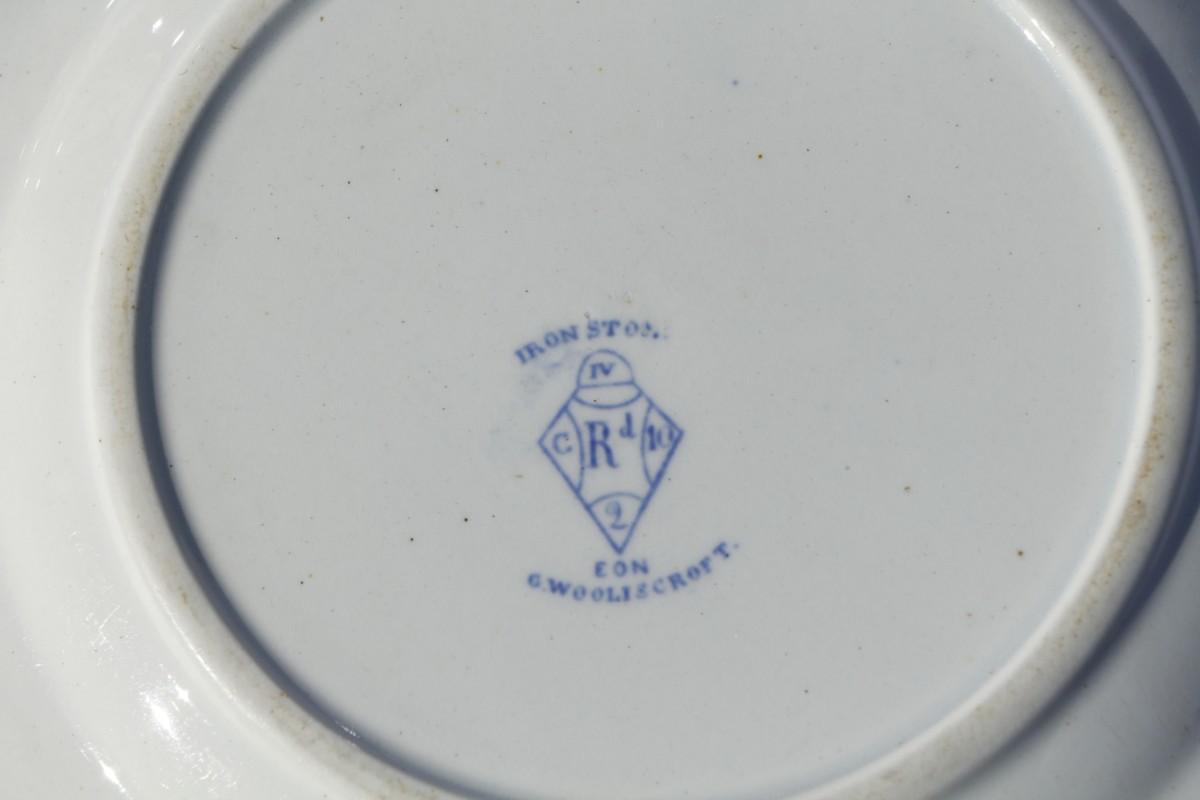 IRON STO
IV
C Rd 10
2
EON
G. WOOLISCROFT.